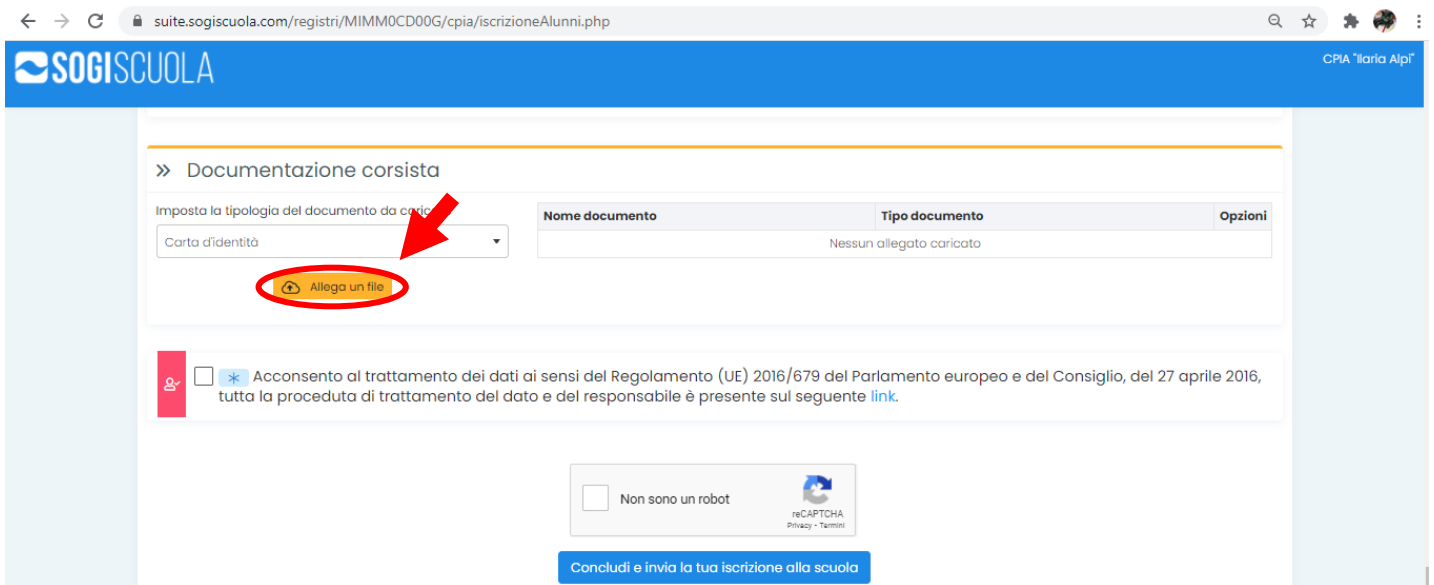 suite.sogiscuola.com/registri/MIMM0CD00G/cpia/iscrizioneAlunni.php
SOGISCUOLA
CPIA "Ilaria Alpi"
Documentazione corsista
Imposta la tipologia del documento da
Nome documento
Tipo documento
Opzioni
Carta d'identità
Nessun allegato caricato
Allega un file
* Acconsento al trattamento dei dati ai sensi del Regolamento (UE) 2016/679 del Parlamento europeo e del Consiglio, del 27 aprile 2016,
tutta la proceduta di trattamento del dato e del responsabile è presente sul seguente link.
Non sono un robot
reCAPTCHA
Privacy - Termini
Concludi e invia la tua iscrizione alla scuola